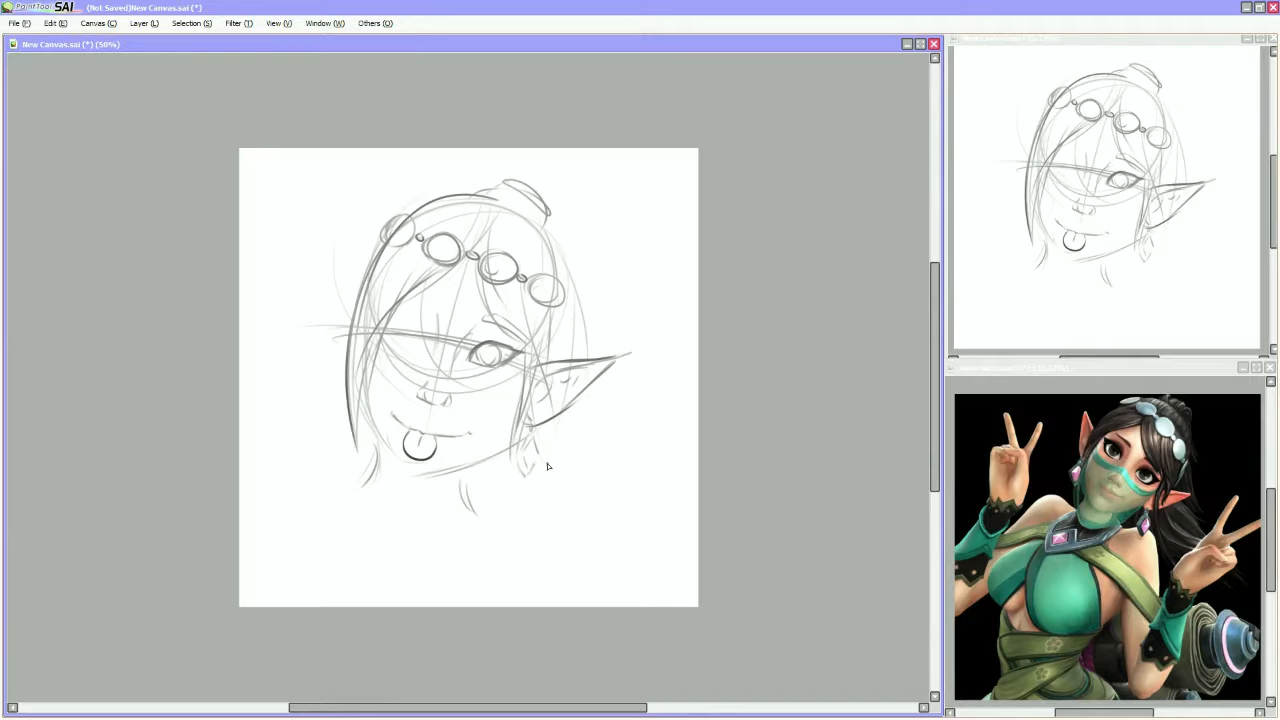 PaintTool SAI (Not Saved)New Canvas.sai (*)
File (F) Edit (E) Canvas (C) Layer (L) Selection (S) Filter (T) View (V) Window (W) Others (O)
New Canvas.sai (*) (50%)